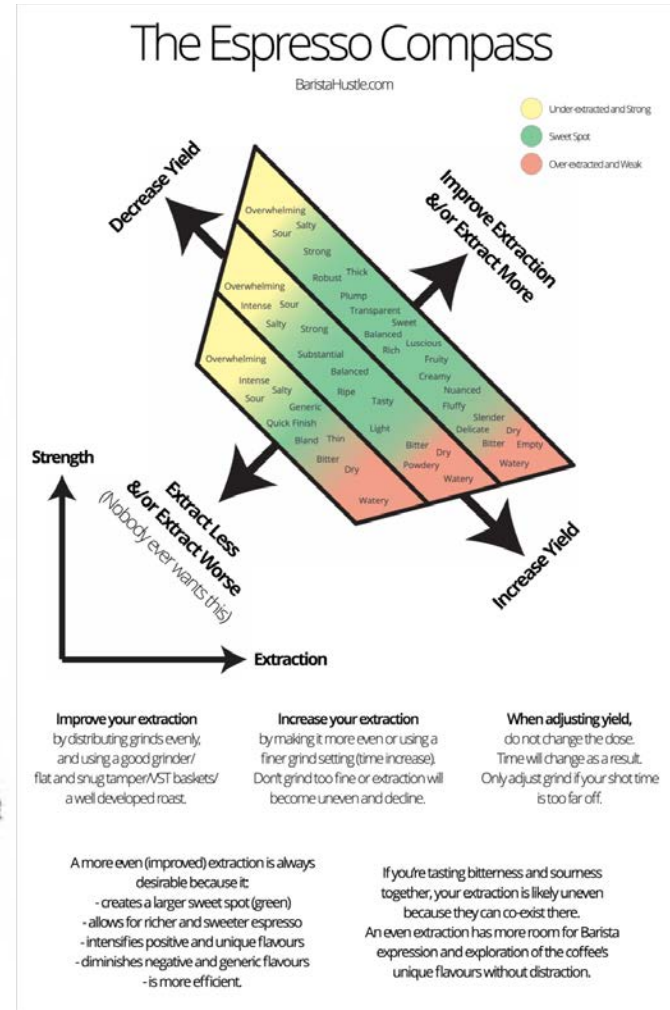 The Espresso Compass
BaristaHustle.com
Under-extracted and Strong
Sweet Spot
Over-extracted and Weak
Decrease Yield
Improve Extraction
&/or Extract More
Overwhelming
Salty
Sour
Strong
Robust Thick
Plump
Transparent
Sweet
Balanced
Luscious
Rich
Fruity
Creamy
Nuanced
Fluffy
Slender
Delicate Dry
Bitter Empty
Watery
Overwhelming
Intense Sour
Salty
Strong
Substantial
Balanced
Ripe
Tasty
Light
Bitter
Dry
Powdery
Watery
Overwhelming
Intense
Salty
Sour
Generic
Quick Finish
Bland Thin
Bitter
Dry
Watery
Strength
Extract Less
&/or Extract Worse
(Nobody ever wants this)
Increase Yield
Extraction
Improve your extraction
by distributing grinds evenly,
and using a good grinder/
flat and snug tamper/VST baskets/
a well developed roast.
Increase your extraction
by making it more even or using a
finer grind setting (time increase).
Don't grind too fine or extraction will
become uneven and decline.
When adjusting yield,
do not change the dose.
Time will change as a result.
Only adjust grind if your shot time
is too far off.
A more even (improved) extraction is always
desirable because it:
- creates a larger sweet spot (green)
- allows for richer and sweeter espresso
- intensifies positive and unique flavours
- diminishes negative and generic flavours
- is more efficient.
If you're tasting bitterness and sourness
together, your extraction is likely uneven
because they can co-exist there.
An even extraction has more room for Barista
expression and exploration of the coffee's
unique flavours without distraction.